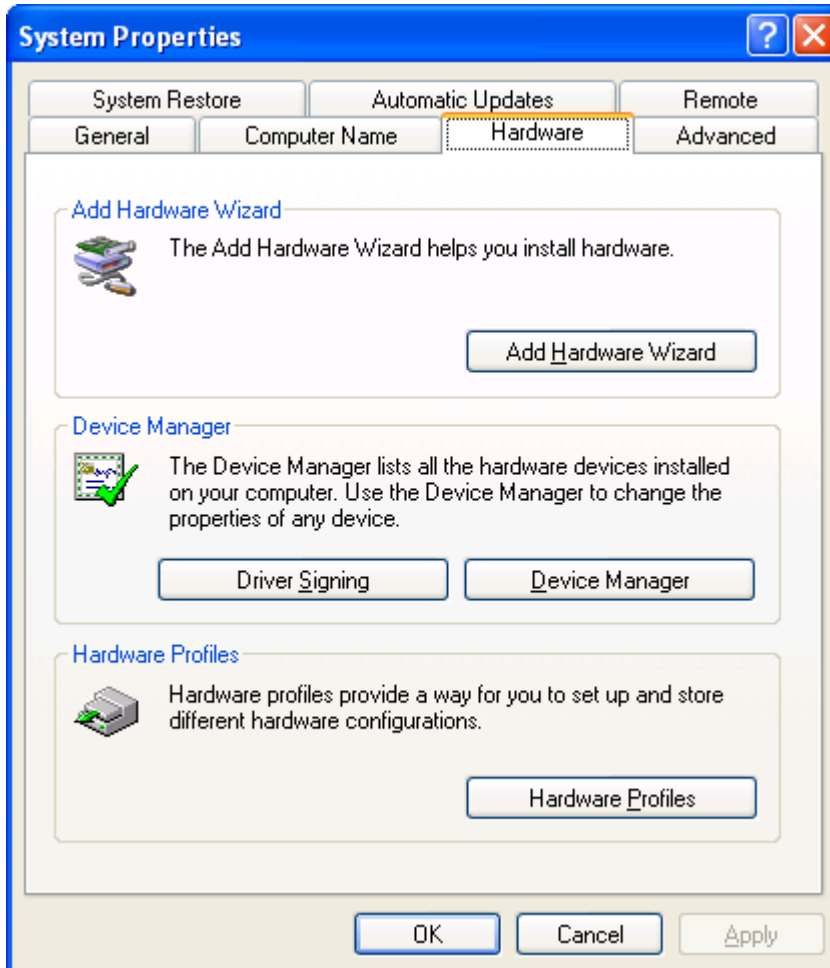 System Properties
?
System Restore
Automatic Updates
Remote
General
Computer Name
Hardware
Advanced
Add Hardware Wizard
The Add Hardware Wizard helps you install hardware.
Add Hardware Wizard
Device Manager
The Device Manager lists all the hardware devices installed
on your computer. Use the Device Manager to change the
properties of any device.
Driver Signing
Device Manager
Hardware Profiles
Hardware profiles provide a way for you to set up and store
different hardware configurations.
Hardware Profiles
OK
Cancel
Apply